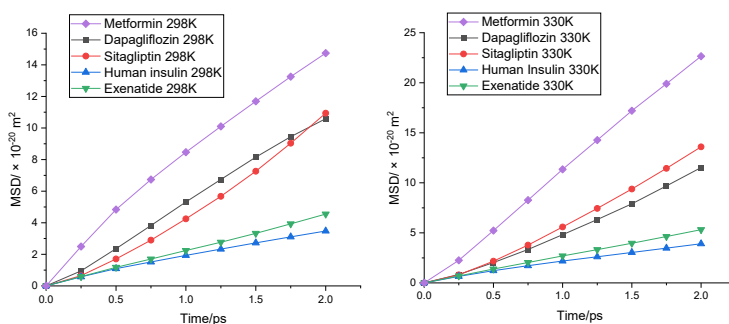 Metformin 298K
Dapagliflozin 298K
Sitagliptin 298K
Human insulin 298K
Exenatide 298K
16
14
12
10
8
6
4
2
0
MSD/ × 10⁻²⁰ m²
0.0 0.5 1.0 1.5 2.0
Time/ps
Metformin 330K
Dapagliflozin 330K
Sitagliptin 330K
Human Insulin 330K
Exenatide 330K
25
20
15
10
5
0
MSD/ × 10⁻²⁰ m²
0.0 0.5 1.0 1.5 2.0
Time/ps